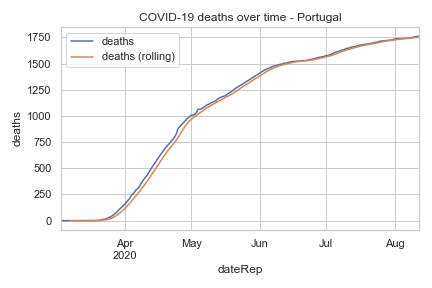 COVID-19 deaths over time - Portugal
deaths
deaths (rolling)
1750
1500
1250
1000
750
500
250
0
deaths
Apr
2020
May
Jun
Jul
Aug
dateRep